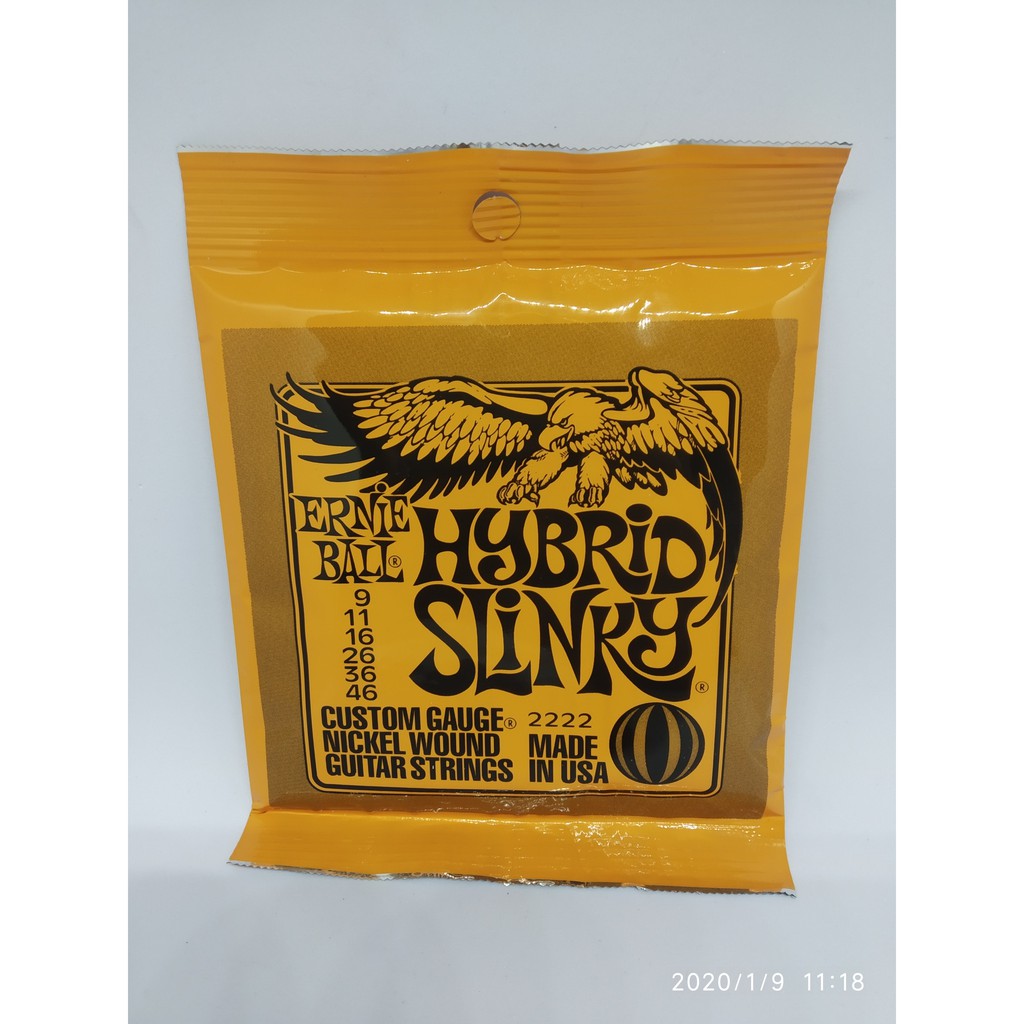 ERNiE
BALL®
HYBRiD
SLiNKY®
9
11
16
26
36
46
CUSTOM GAUGE®
NICKEL WOUND
GUITAR STRINGS
2222
MADE
IN USA
2020/1/9 11:18